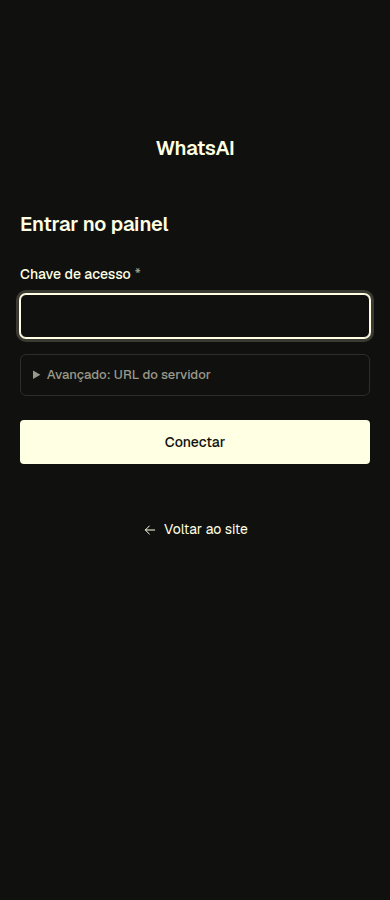 WhatsAI
Entrar no painel
Chave de acesso *
▶ Avançado: URL do servidor
Conectar
← Voltar ao site